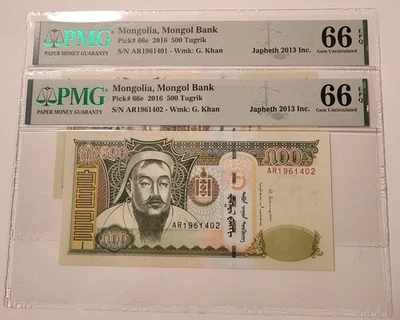 PMG
PAPER MONEY GUARANTY
Mongolia, Mongol Bank
Pick# 66e 2016 500 Tugrik
S/N AR1961401 - Wmk: G. Khan
Japheth 2013 Inc.
66 EPQ
Gem Uncirculated
PMG
PAPER MONEY GUARANTY
Mongolia, Mongol Bank
Pick# 66e 2016 500 Tugrik
S/N AR1961402 - Wmk: G. Khan
Japheth 2013 Inc.
66 EPQ
Gem Uncirculated
500
AR1961402
500
AR1961402